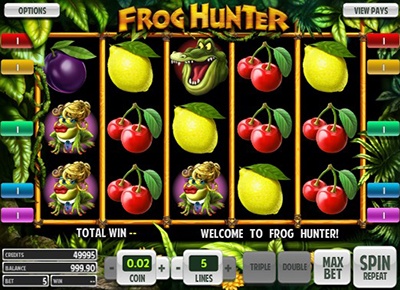 OPTIONS
FROG HUNTER
VIEW PAYS
TOTAL WIN --
WELCOME TO FROG HUNTER!
CREDITS 49995
BALANCE 999.90
BET 5 WIN --
- 0.02 +
COIN
- 5 +
LINES
TRIPLE
DOUBLE
MAX
BET
SPIN
REPEAT